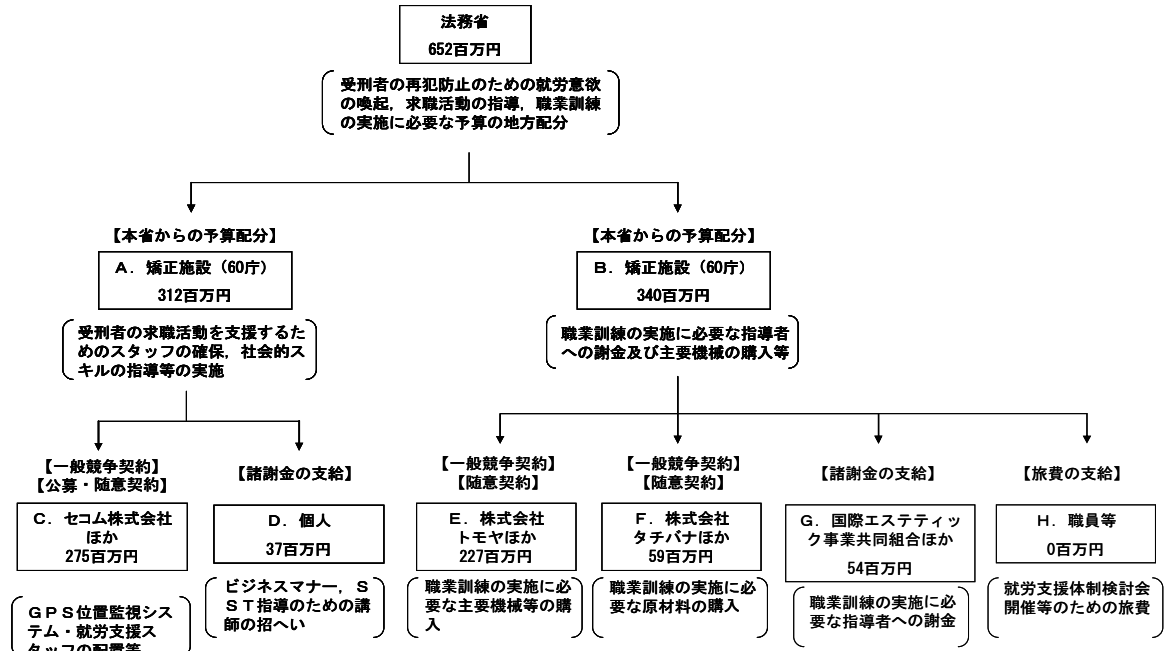 法務省
652百万円
受刑者の再犯防止のための就労意欲
の喚起，求職活動の指導，職業訓練
の実施に必要な予算の地方配分
【本省からの予算配分】
A．矯正施設（60庁）
312百万円
受刑者の求職活動を支援するた
めのスタッフの確保，社会的ス
キルの指導等の実施
【本省からの予算配分】
B．矯正施設（60庁）
340百万円
職業訓練の実施に必要な指導者
への謝金及び主要機械の購入等
【一般競争契約】
【公募・随意契約】
C．セコム株式会社
ほか
275百万円
GPS位置監視シス
テム・就労支援ス
タッフの配置等
【諸謝金の支給】
D．個人
37百万円
ビジネスマナー，S
ST指導のための講
師の招へい
【一般競争契約】
【随意契約】
E．株式会社
トモヤほか
227百万円
職業訓練の実施に必
要な主要機械等の購
入
【一般競争契約】
【随意契約】
F．株式会社
タチバナほか
59百万円
職業訓練の実施に必
要な原材料の購入
【諸謝金の支給】
G．国際エステティッ
ク事業共同組合ほか
54百万円
職業訓練の実施に必
要な指導者への謝金
【旅費の支給】
H．職員等
0百万円
就労支援体制検討会
開催等のための旅費